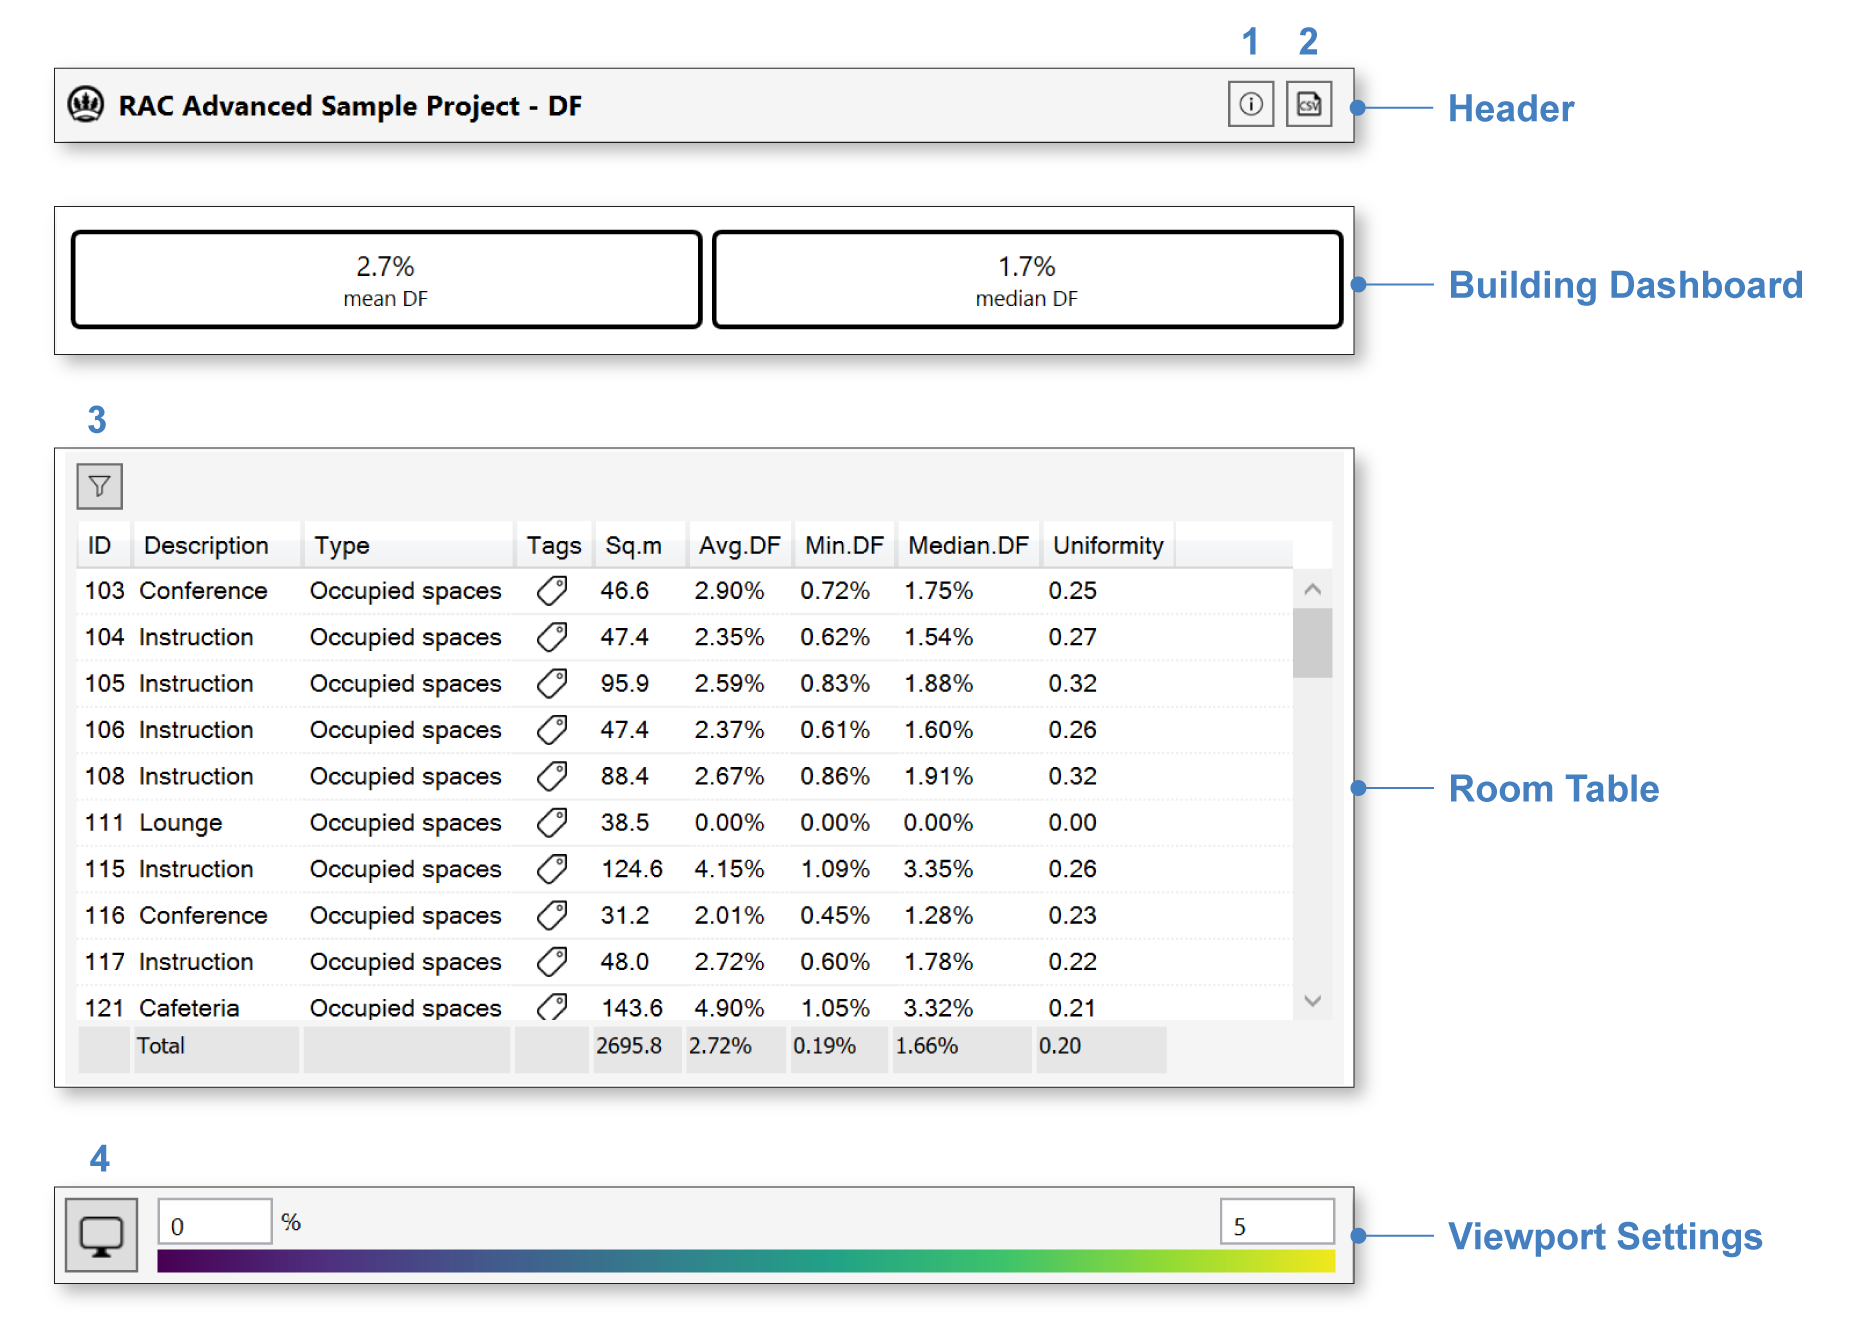 1 2
RAC Advanced Sample Project - DF
CSV
Header
2.7%
mean DF
1.7%
median DF
Building Dashboard
3
ID Description Type Tags Sq.m Avg.DF Min.DF Median.DF Uniformity
103 Conference Occupied spaces 46.6 2.90% 0.72% 1.75% 0.25
104 Instruction Occupied spaces 47.4 2.35% 0.62% 1.54% 0.27
105 Instruction Occupied spaces 95.9 2.59% 0.83% 1.88% 0.32
106 Instruction Occupied spaces 47.4 2.37% 0.61% 1.60% 0.26
108 Instruction Occupied spaces 88.4 2.67% 0.86% 1.91% 0.32
111 Lounge Occupied spaces 38.5 0.00% 0.00% 0.00% 0.00
115 Instruction Occupied spaces 124.6 4.15% 1.09% 3.35% 0.26
116 Conference Occupied spaces 31.2 2.01% 0.45% 1.28% 0.23
117 Instruction Occupied spaces 48.0 2.72% 0.60% 1.78% 0.22
121 Cafeteria Occupied spaces 143.6 4.90% 1.05% 3.32% 0.21
Total 2695.8 2.72% 0.19% 1.66% 0.20
Room Table
4
0 % 5
Viewport Settings